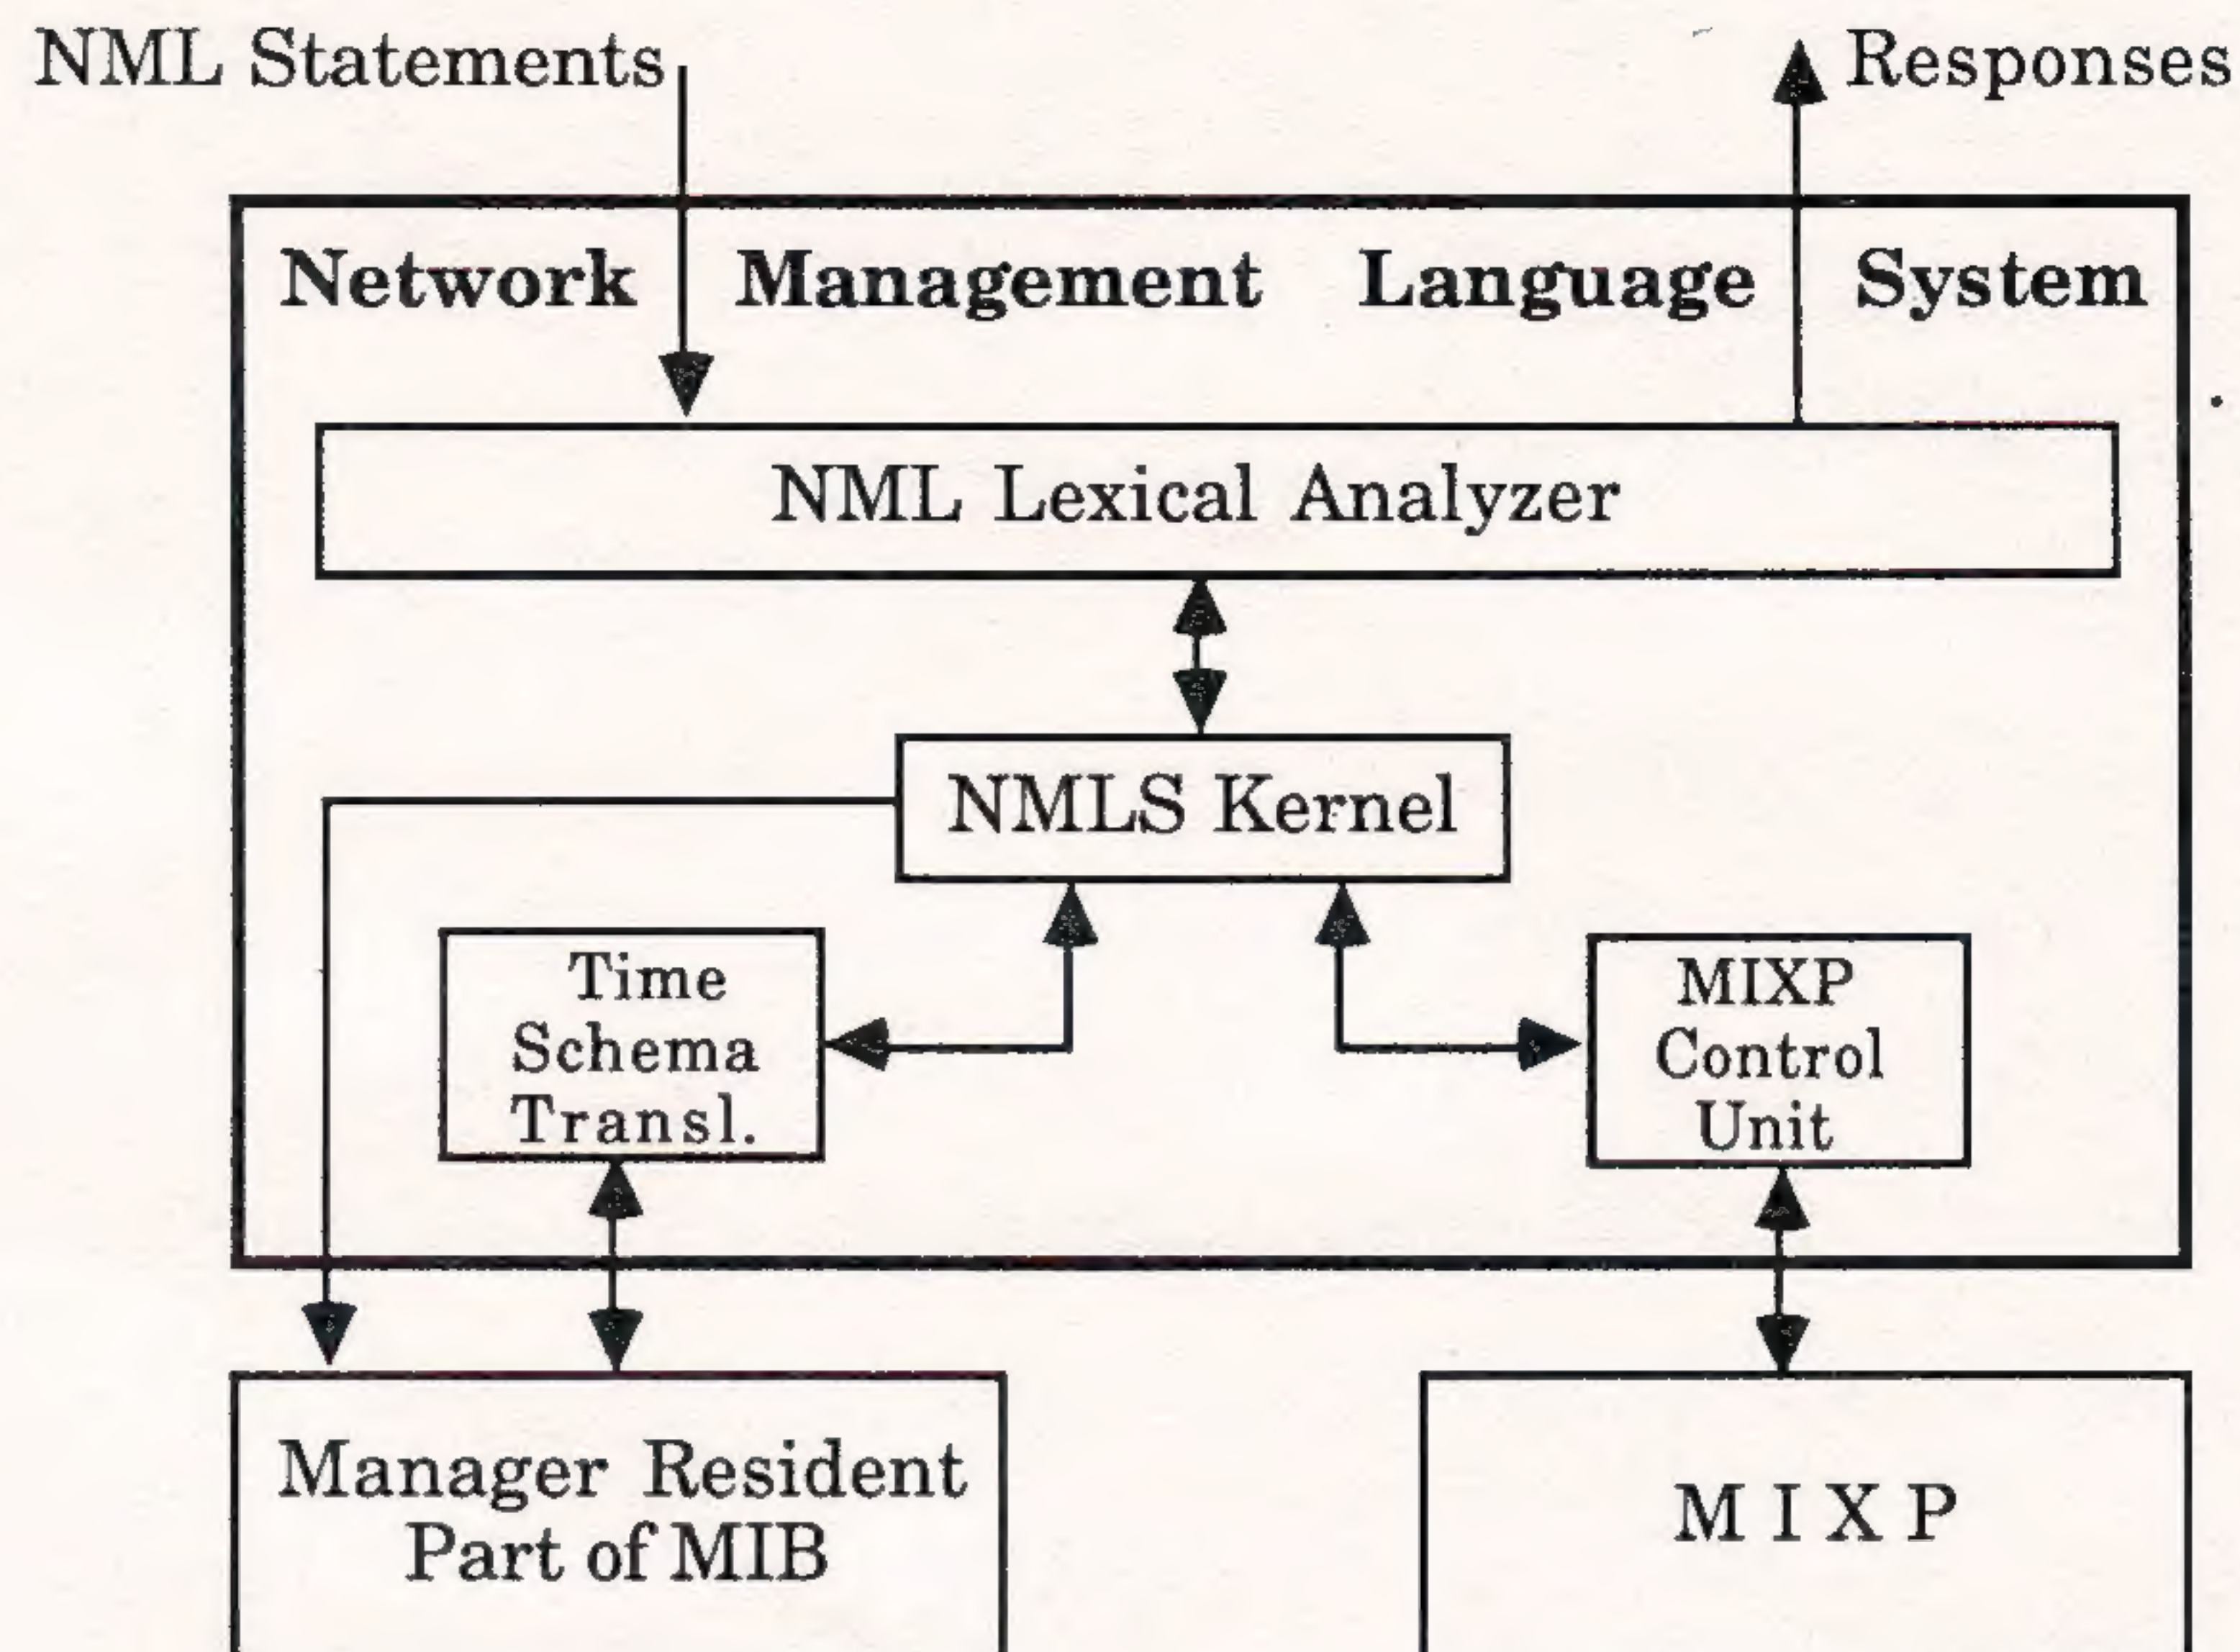 NML Statements
Responses
Network Management Language System
NML Lexical Analyzer
NMLS Kernel
Time
Schema
Transl.
MIXP
Control
Unit
Manager Resident
Part of MIB
M I X P